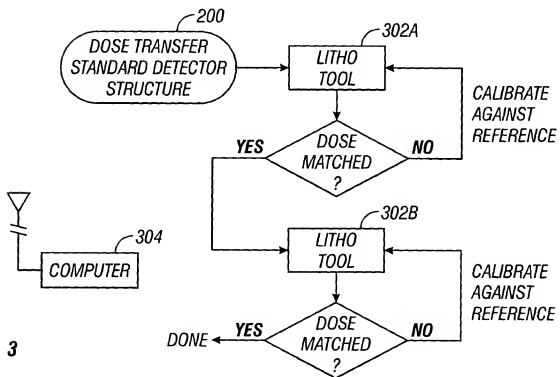 200
DOSE TRANSFER
STANDARD DETECTOR
STRUCTURE
302A
LITHO
TOOL
CALIBRATE
AGAINST
REFERENCE
YES
DOSE
MATCHED
?
NO
302B
LITHO
TOOL
304
COMPUTER
CALIBRATE
AGAINST
REFERENCE
DONE
YES
DOSE
MATCHED
?
NO
3